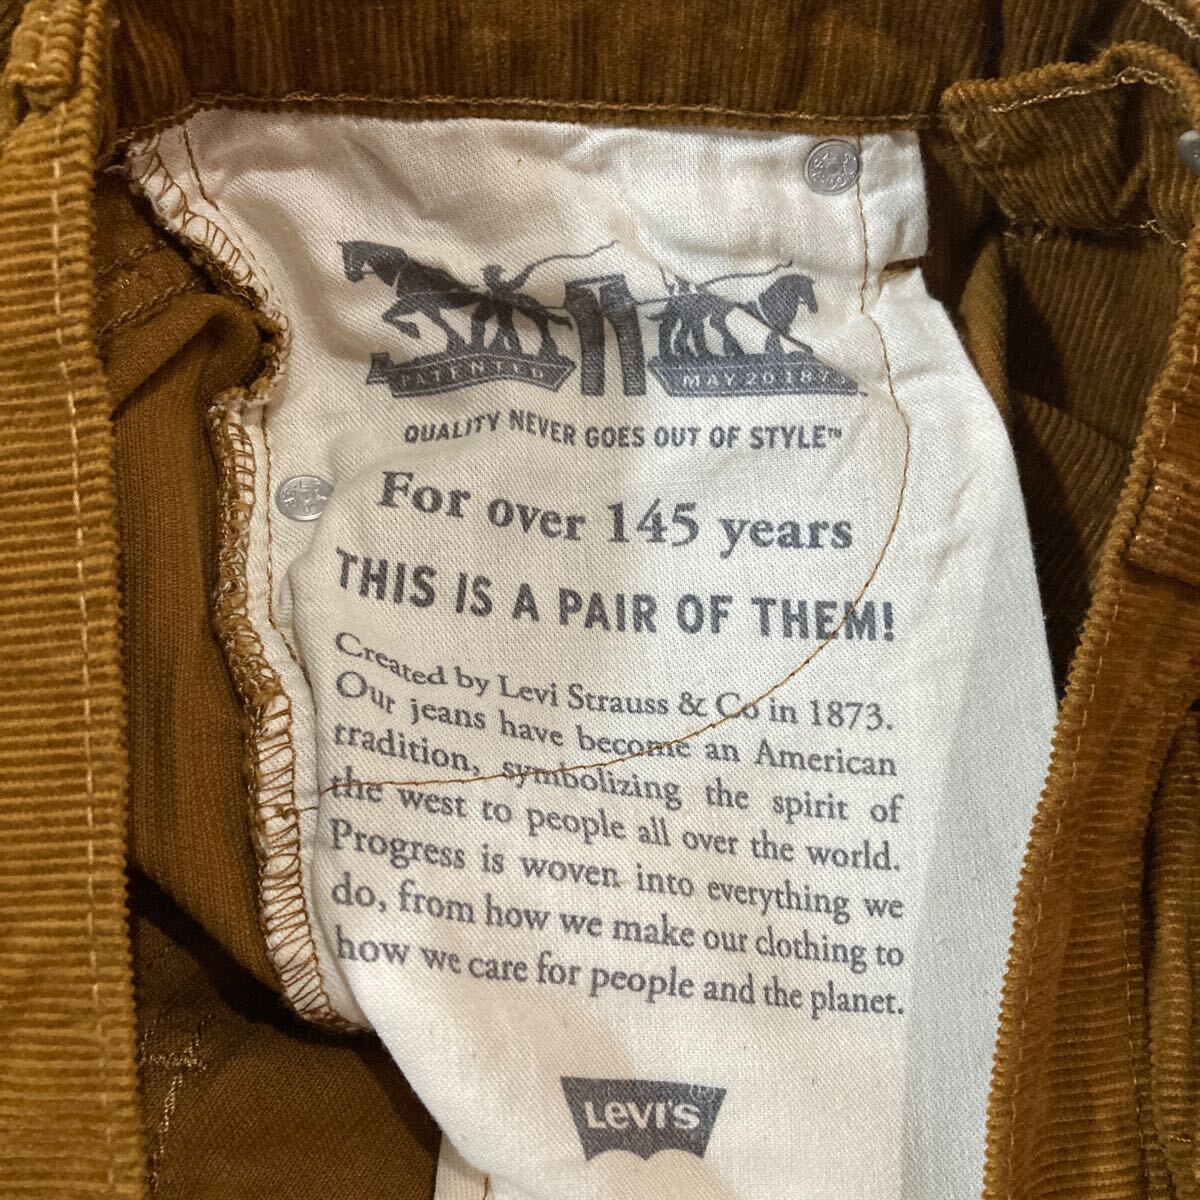 PATENTED
MAY 20 187
QUALITY NEVER GOES OUT OF STYLE™
For over 145 years
THIS IS A PAIR OF THEM!
Created by Levi Strauss & Co in 1873.
Our jeans have become an American
tradition, symbolizing the spirit of
the west to people all over the world.
Progress is woven into everything we
do, from how we make our clothing to
how we care for people and the planet.
LEVI'S